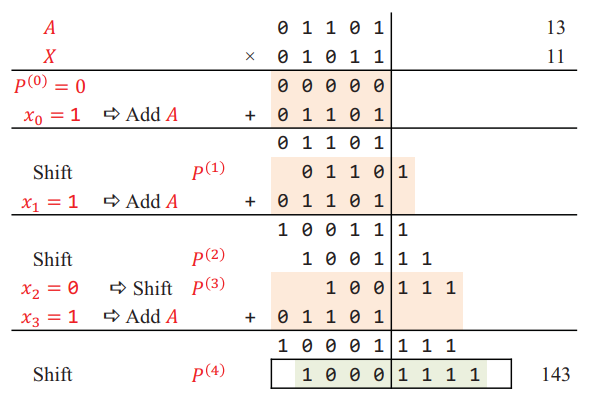 A 0 1 1 0 1 13
X × 0 1 0 1 1 11
P⁽⁰⁾ = 0 0 0 0 0 0
x₀ = 1 ⇨ Add A + 0 1 1 0 1
0 1 1 0 1
Shift P⁽¹⁾ 0 1 1 0 1
x₁ = 1 ⇨ Add A + 0 1 1 0 1
1 0 0 1 1 1
Shift P⁽²⁾ 1 0 0 1 1 1
x₂ = 0 ⇨ Shift P⁽³⁾ 1 0 0 1 1 1
x₃ = 1 ⇨ Add A + 0 1 1 0 1
1 0 0 0 1 1 1 1
Shift P⁽⁴⁾ 1 0 0 0 1 1 1 1 143